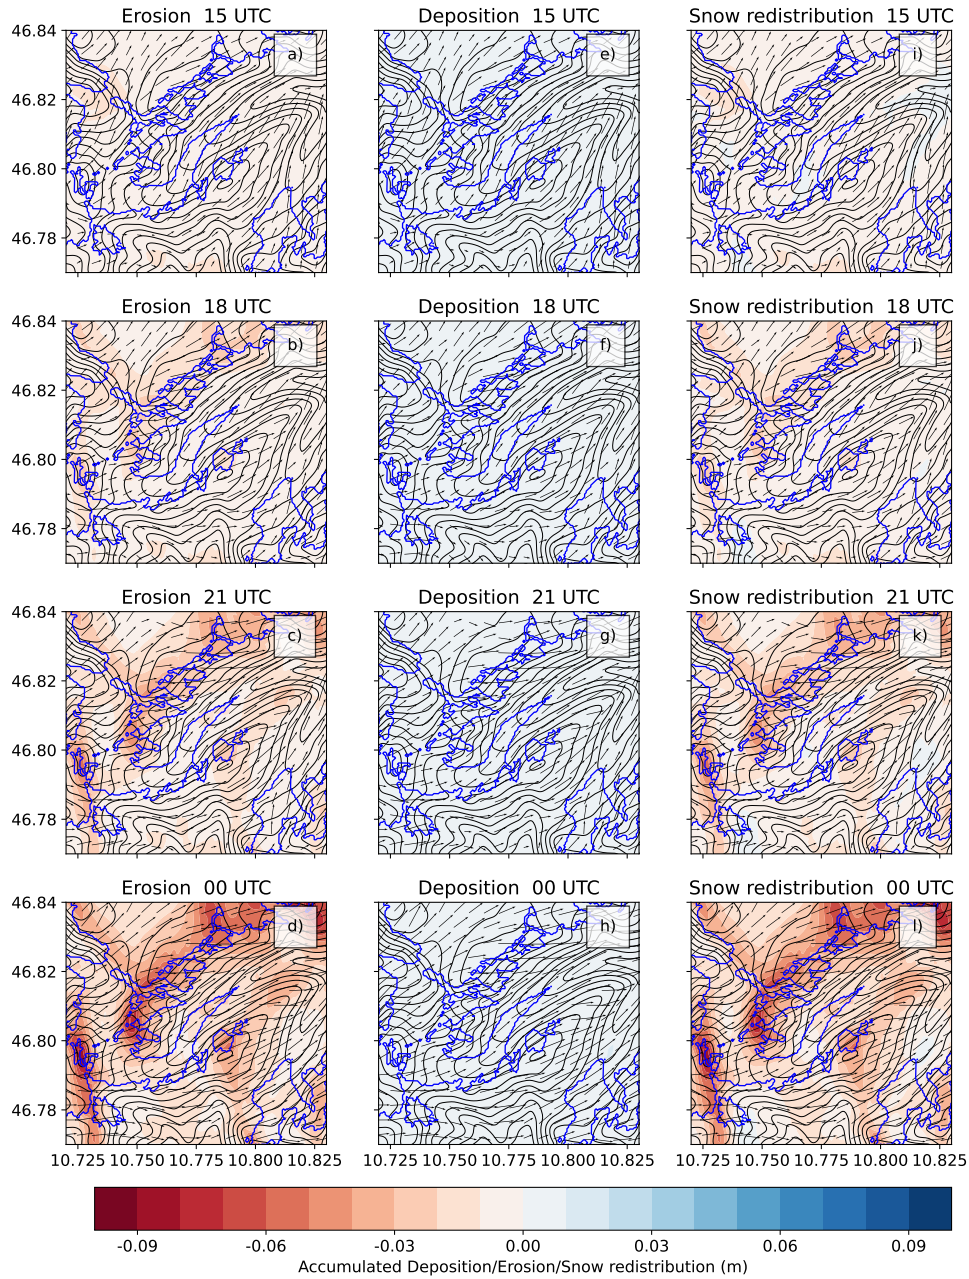 Erosion  15 UTC
Deposition  15 UTC
Snow redistribution  15 UTC
46.84
46.82
46.80
46.78
a)
e)
i)
Erosion  18 UTC
Deposition  18 UTC
Snow redistribution  18 UTC
46.84
46.82
46.80
46.78
b)
f)
j)
Erosion  21 UTC
Deposition  21 UTC
Snow redistribution  21 UTC
46.84
46.82
46.80
46.78
c)
g)
k)
Erosion  00 UTC
Deposition  00 UTC
Snow redistribution  00 UTC
46.84
46.82
46.80
46.78
d)
h)
l)
10.725 10.750 10.775 10.800 10.825 10.725 10.750 10.775 10.800 10.825 10.725 10.750 10.775 10.800 10.825
-0.09 -0.06 -0.03 0.00 0.03 0.06 0.09
Accumulated Deposition/Erosion/Snow redistribution (m)